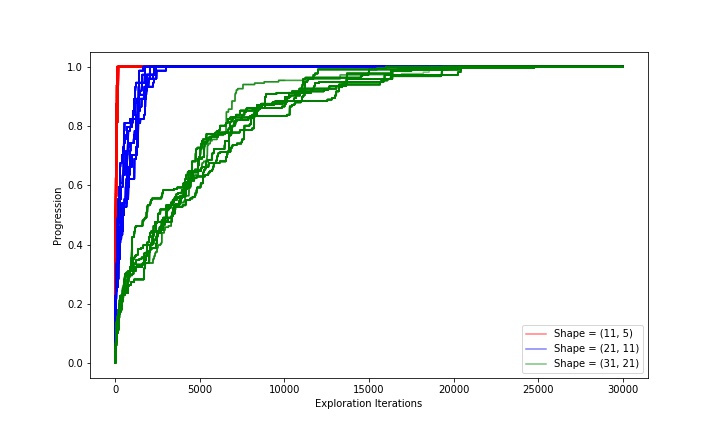 1.0
0.8
0.6
0.4
0.2
0.0
Progression
0 5000 10000 15000 20000 25000 30000
Exploration Iterations
Shape = (11, 5)
Shape = (21, 11)
Shape = (31, 21)